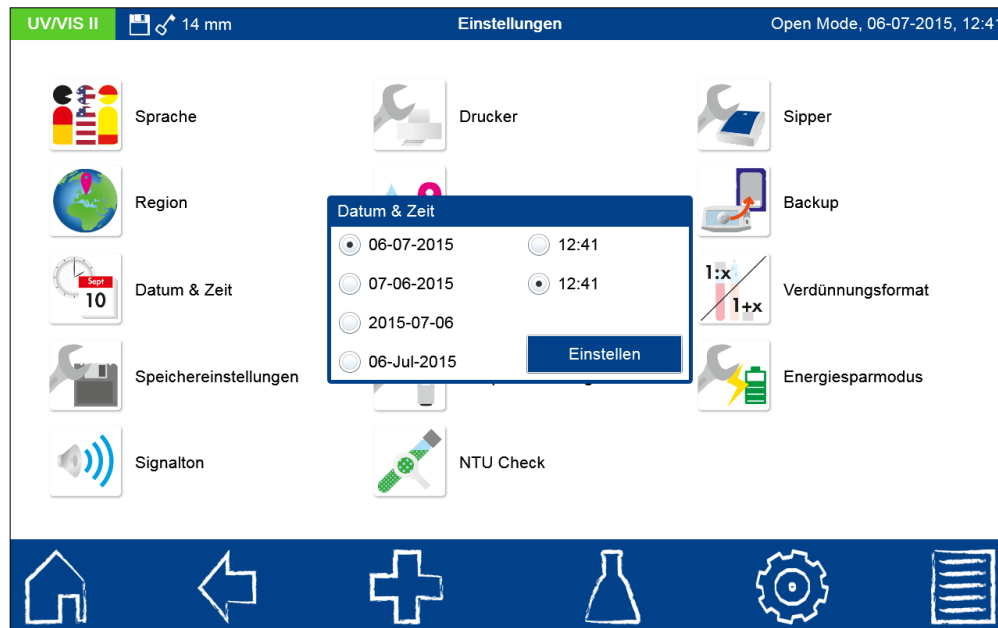 UV/VIS II 14 mm Einstellungen Open Mode, 06-07-2015, 12:41
Sprache
Drucker
Sipper
Region
Backup
Sept
10
Datum & Zeit
1:x
1+x
Verdünnungsformat
Datum & Zeit
06-07-2015 12:41
07-06-2015 12:41
2015-07-06
06-Jul-2015 Einstellen
Speichereinstellungen
Energiesparmodus
Signalton
NTU Check